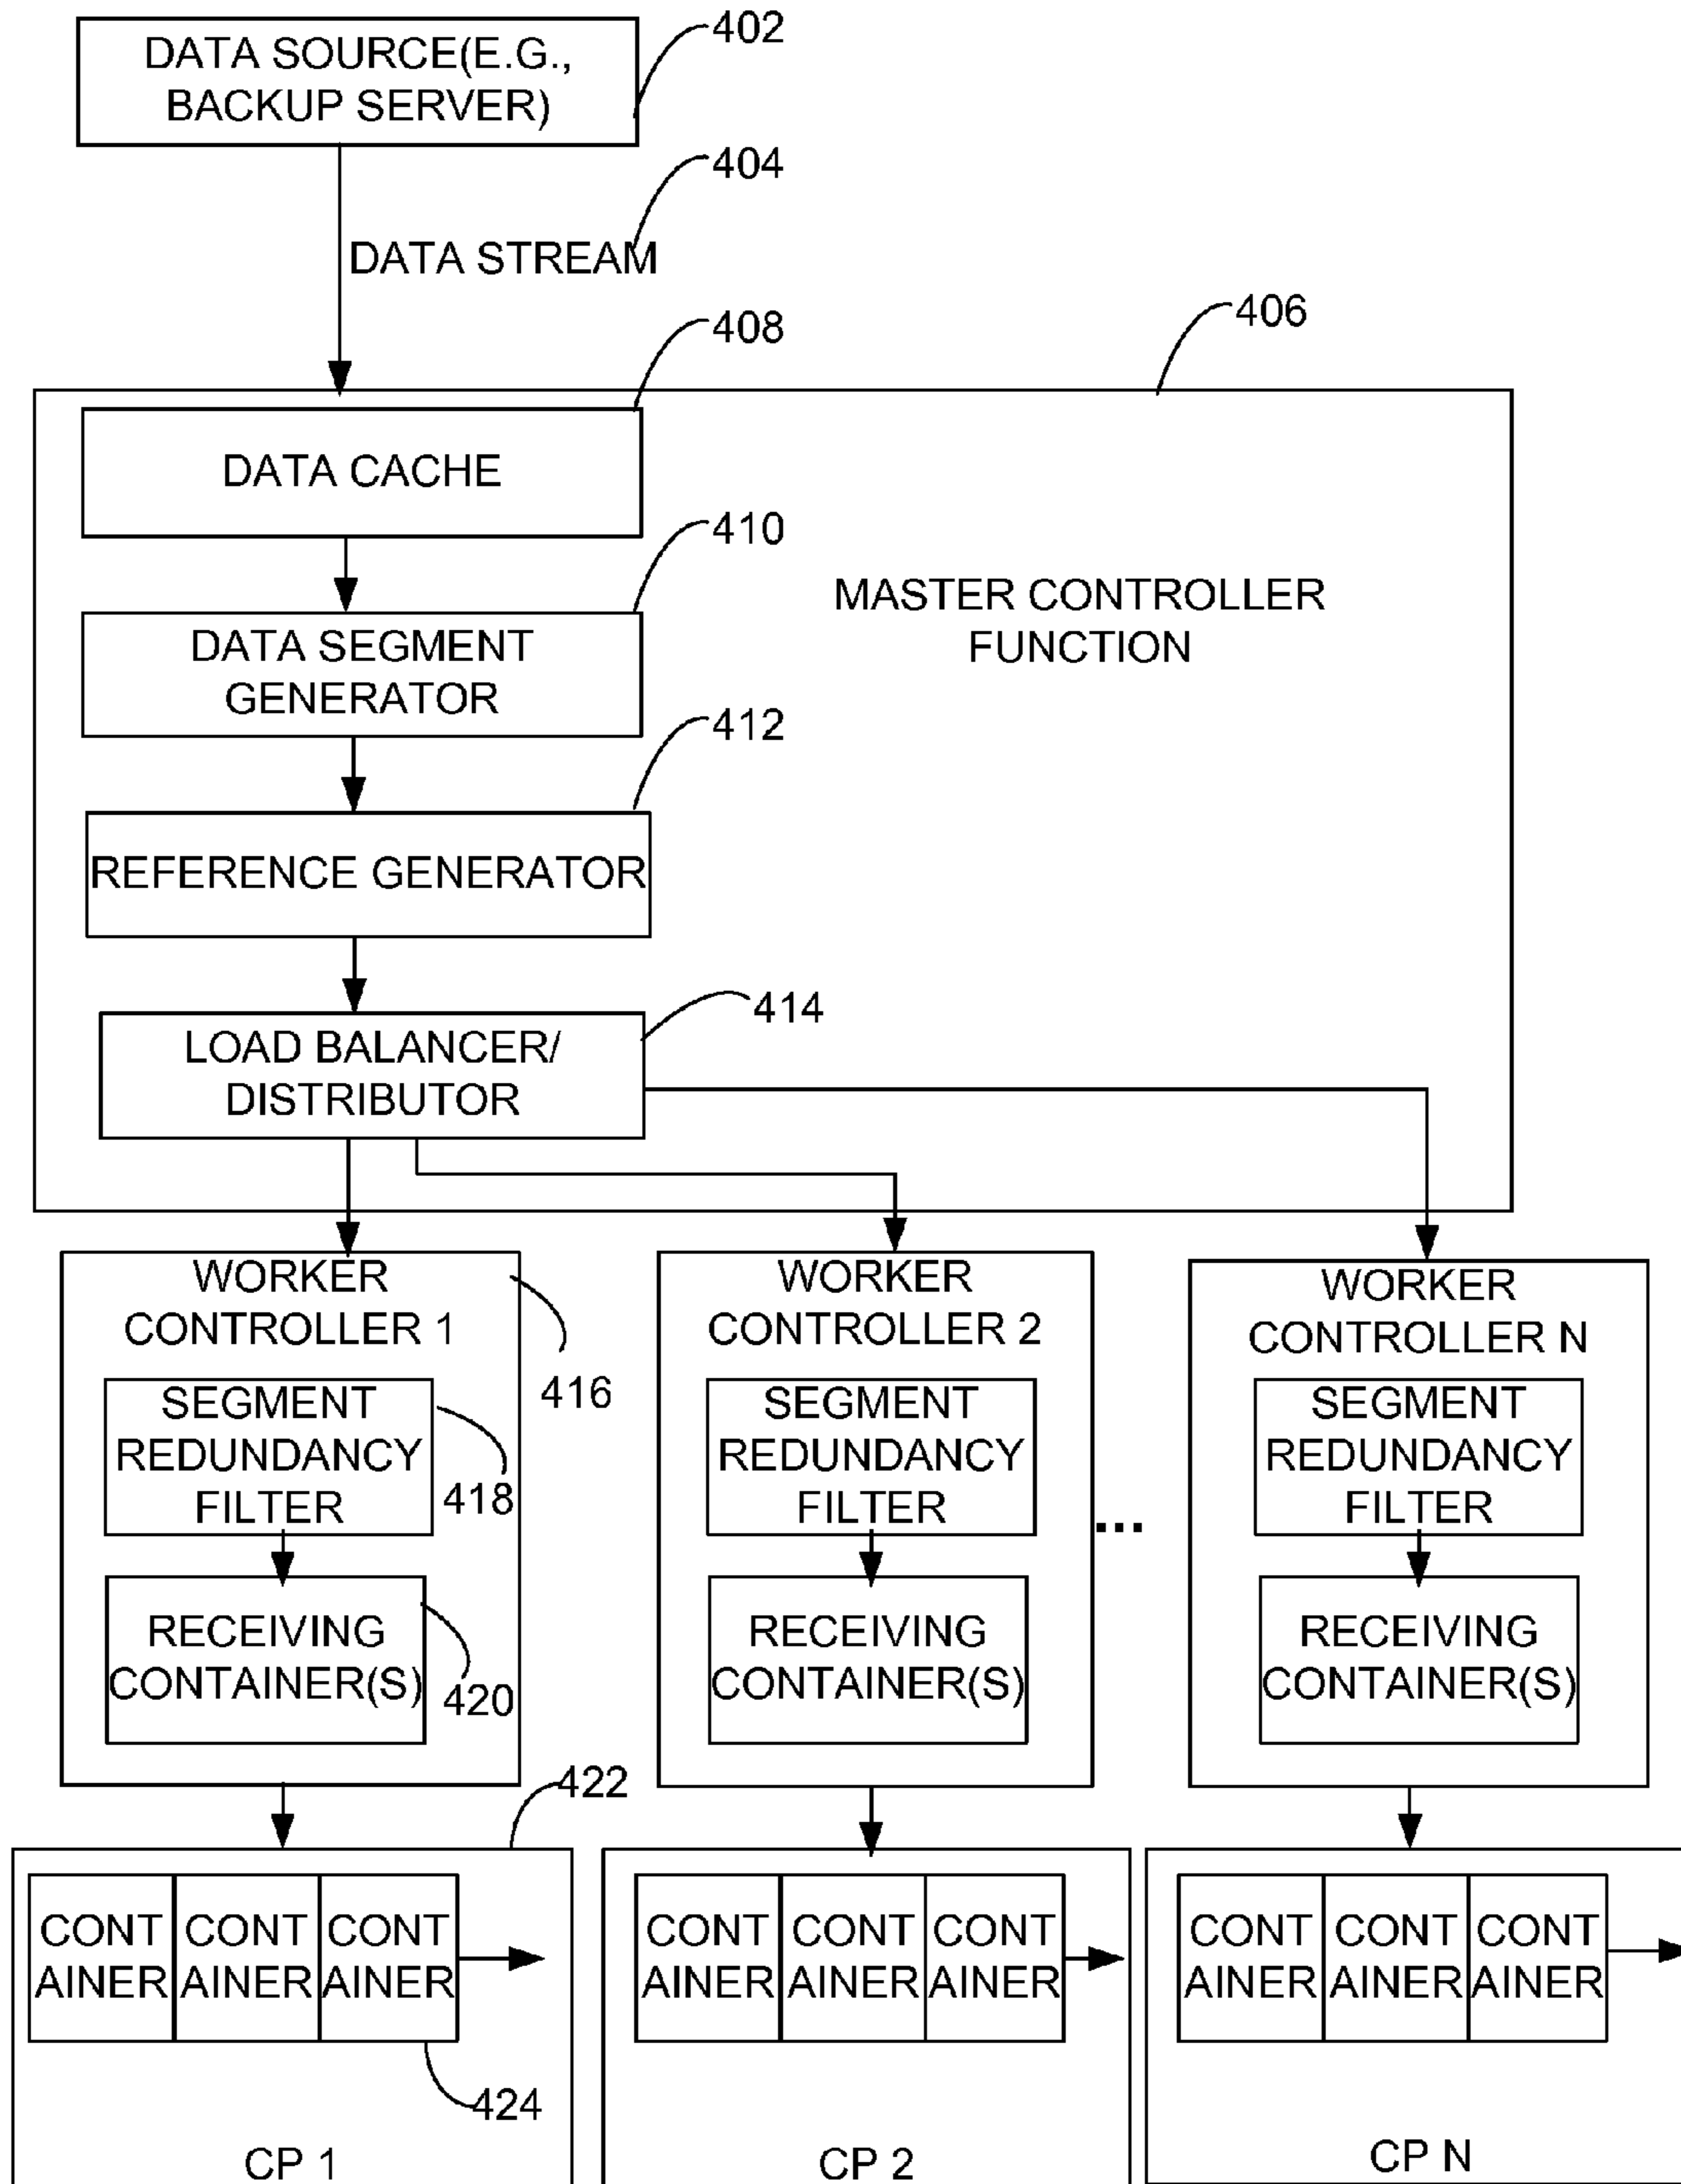 402
DATA SOURCE(E.G.,
BACKUP SERVER)
404
DATA STREAM
406
408
DATA CACHE
410
MASTER CONTROLLER
FUNCTION
DATA SEGMENT
GENERATOR
412
REFERENCE GENERATOR
414
LOAD BALANCER/
DISTRIBUTOR
WORKER
CONTROLLER 1
416
SEGMENT
REDUNDANCY
FILTER
418
RECEIVING
CONTAINER(S)
420
WORKER
CONTROLLER 2
SEGMENT
REDUNDANCY
FILTER
RECEIVING
CONTAINER(S)
...
WORKER
CONTROLLER N
SEGMENT
REDUNDANCY
FILTER
RECEIVING
CONTAINER(S)
422
CONT
AINER
CONT
AINER
CONT
AINER
424
CP 1
CONT
AINER
CONT
AINER
CONT
AINER
CP 2
CONT
AINER
CONT
AINER
CONT
AINER
CP N